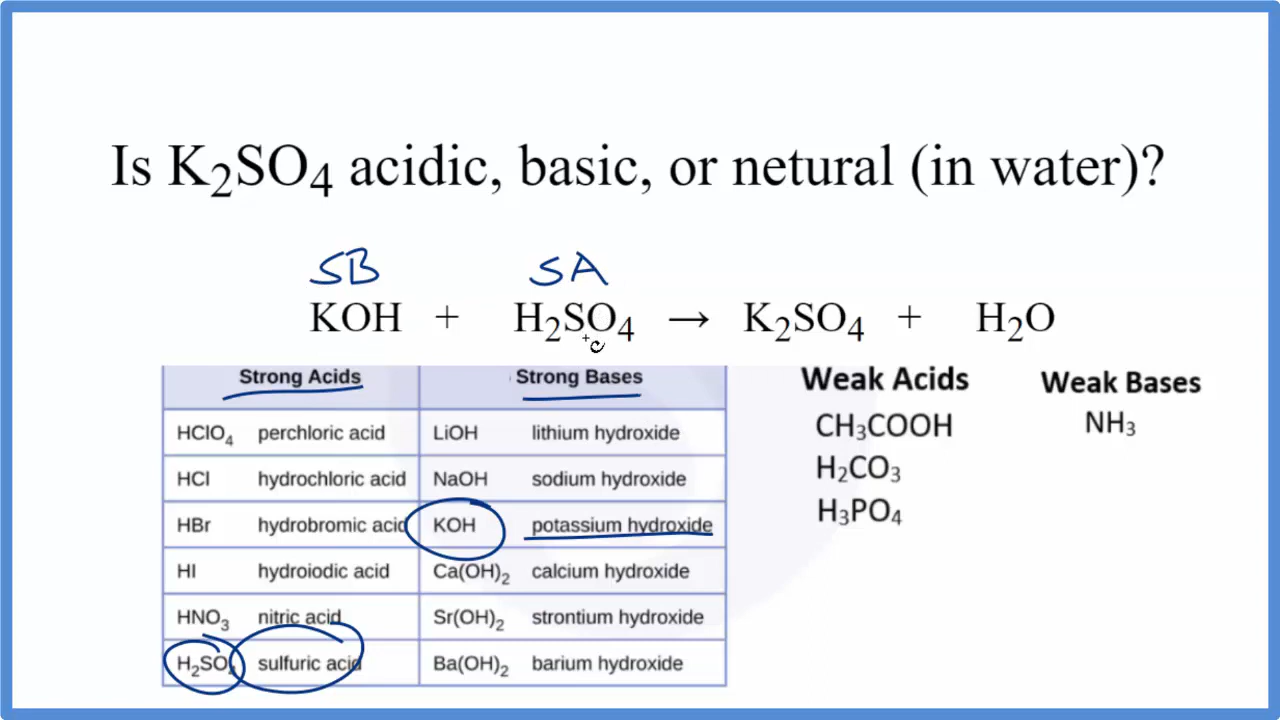 Is K₂SO₄ acidic, basic, or netural (in water)?
SB SA
KOH + H₂SO₄ → K₂SO₄ + H₂O
Strong Acids Strong Bases
HClO₄ perchloric acid LiOH lithium hydroxide
HCl hydrochloric acid NaOH sodium hydroxide
HBr hydrobromic acid KOH potassium hydroxide
HI hydroiodic acid Ca(OH)₂ calcium hydroxide
HNO₃ nitric acid Sr(OH)₂ strontium hydroxide
H₂SO₄ sulfuric acid Ba(OH)₂ barium hydroxide
Weak Acids Weak Bases
CH₃COOH NH₃
H₂CO₃
H₃PO₄